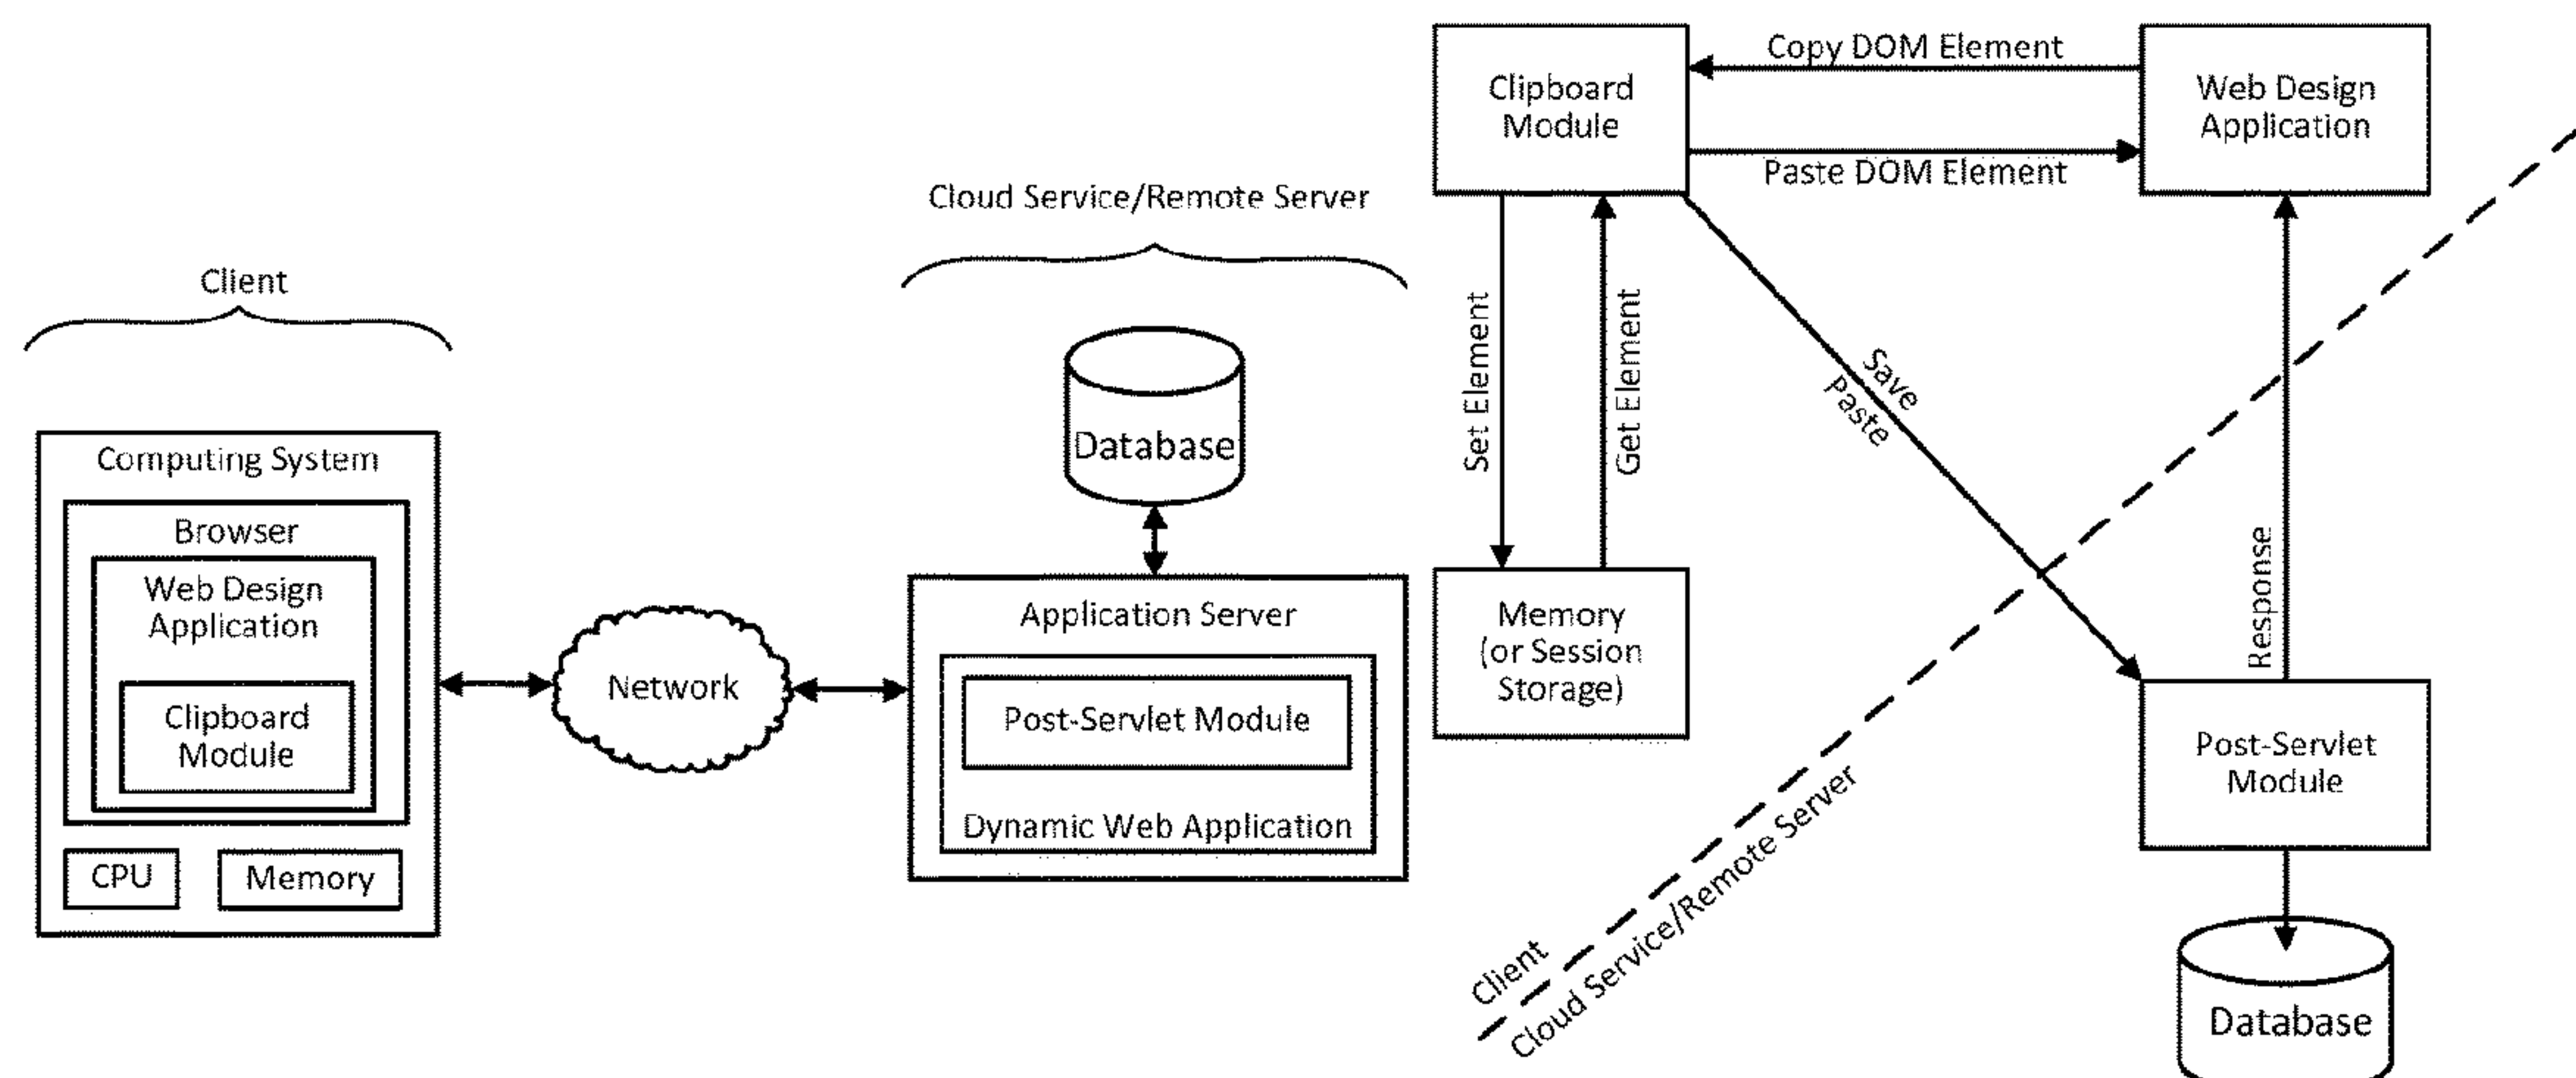 Client
Computing System
Browser
Web Design
Application
Clipboard
Module
CPU
Memory
Network
Cloud Service/Remote Server
Database
Application Server
Post-Servlet Module
Dynamic Web Application
Clipboard
Module
Copy DOM Element
Paste DOM Element
Web Design
Application
Set Element
Get Element
Save
Paste
Response
Memory
(or Session
Storage)
Post-Servlet
Module
Client
Cloud Service/Remote Server
Database